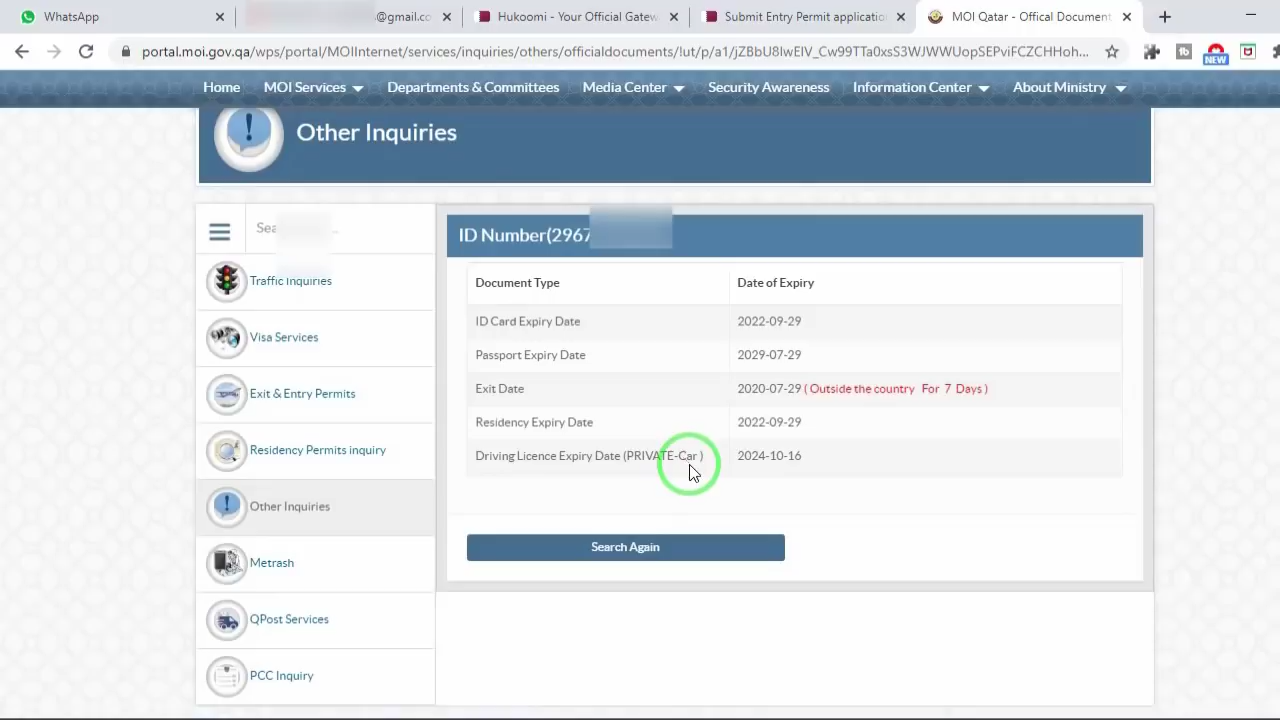 WhatsApp
@gmail.co
Hukoomi - Your Official Gatew
Submit Entry Permit applicatio
MOI Qatar - Offical Document
portal.moi.gov.qa/wps/portal/MOIInternet/services/inquiries/others/officialdocuments/!ut/p/a1/jZBbU8IwEIV_Cw99TTa0xsS3WJWWUopSEPviFCZCHHoh...
NEW
Home
MOI Services
Departments & Committees
Media Center
Security Awareness
Information Center
About Ministry
Other Inquiries
Sea
Traffic Inquiries
Visa Services
Exit & Entry Permits
Residency Permits inquiry
Other Inquiries
Metrash
QPost Services
PCC Inquiry
ID Number(2967
Document Type Date of Expiry
ID Card Expiry Date 2022-09-29
Passport Expiry Date 2029-07-29
Exit Date 2020-07-29 ( Outside the country For 7 Days )
Residency Expiry Date 2022-09-29
Driving Licence Expiry Date (PRIVATE-Car ) 2024-10-16
Search Again